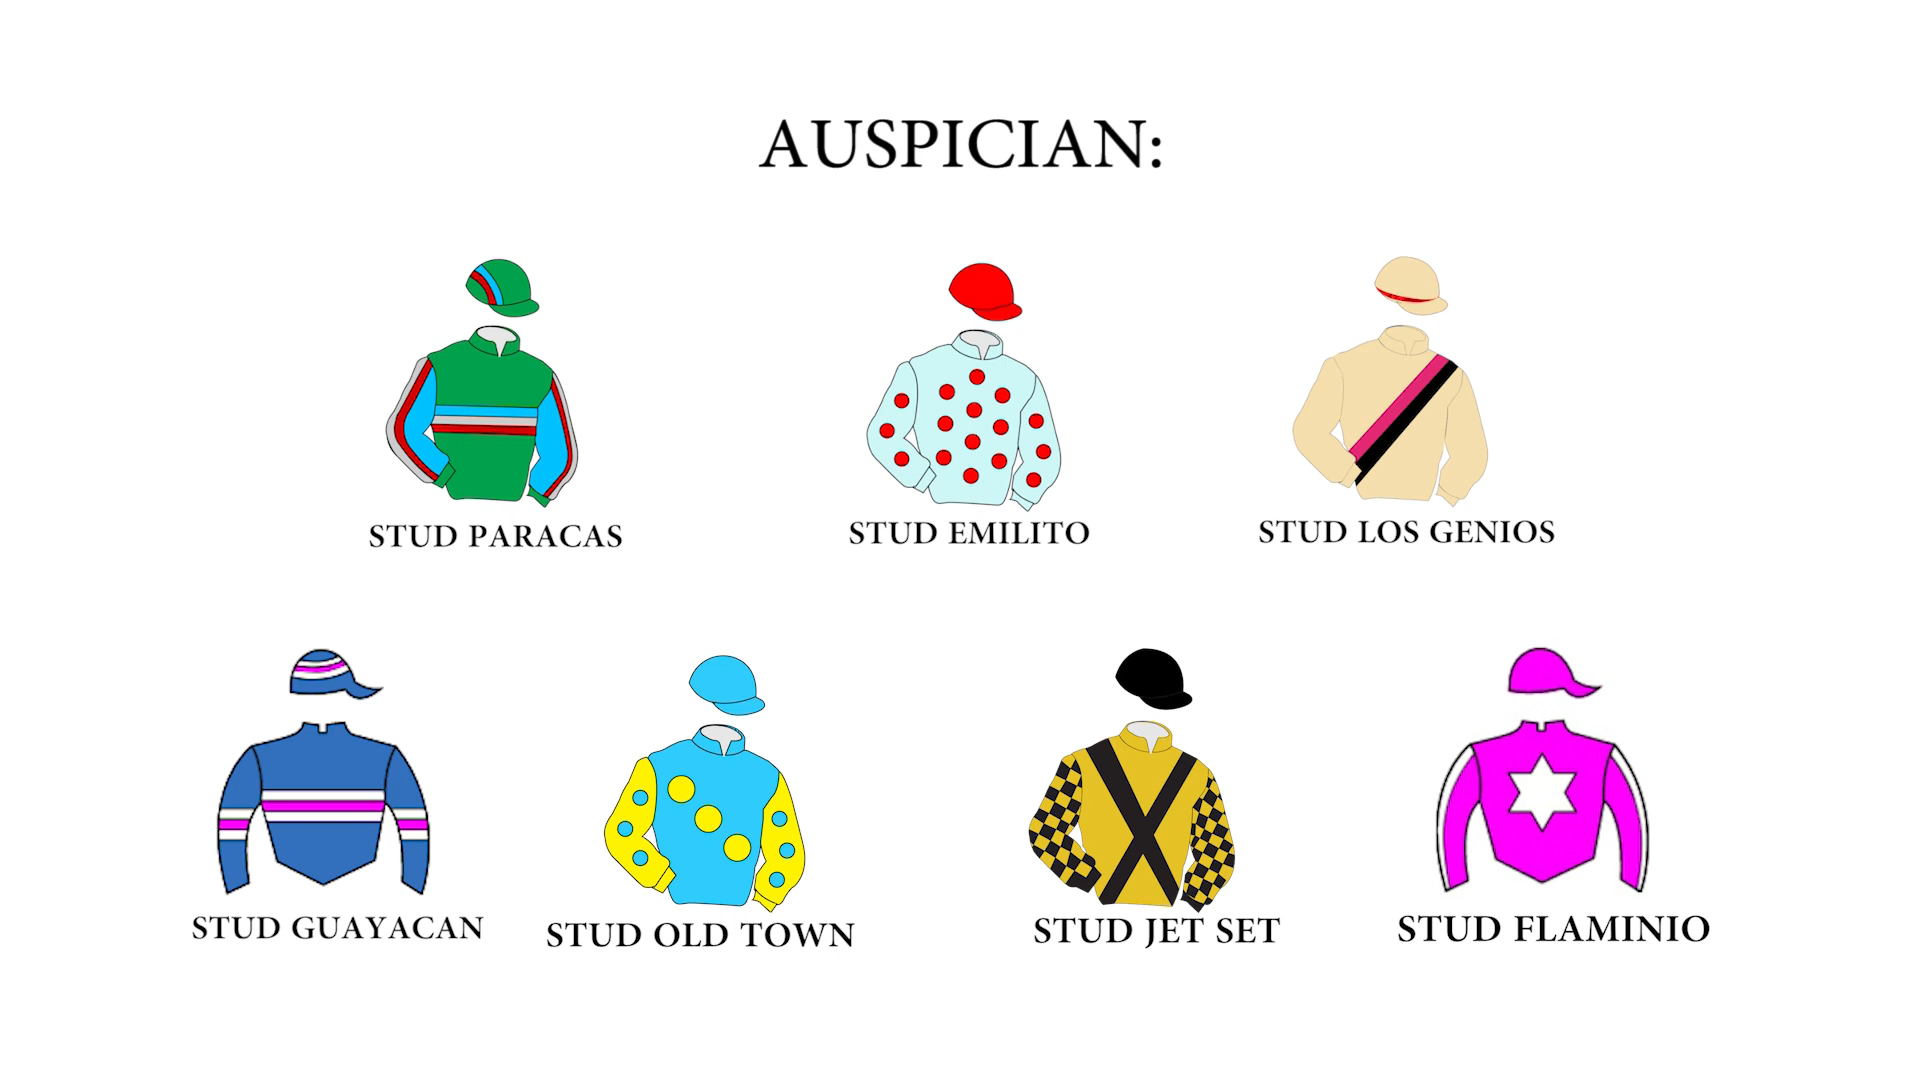 AUSPICIAN:
STUD PARACAS
STUD EMILITO
STUD LOS GENIOS
STUD GUAYACAN
STUD OLD TOWN
STUD JET SET
STUD FLAMINIO